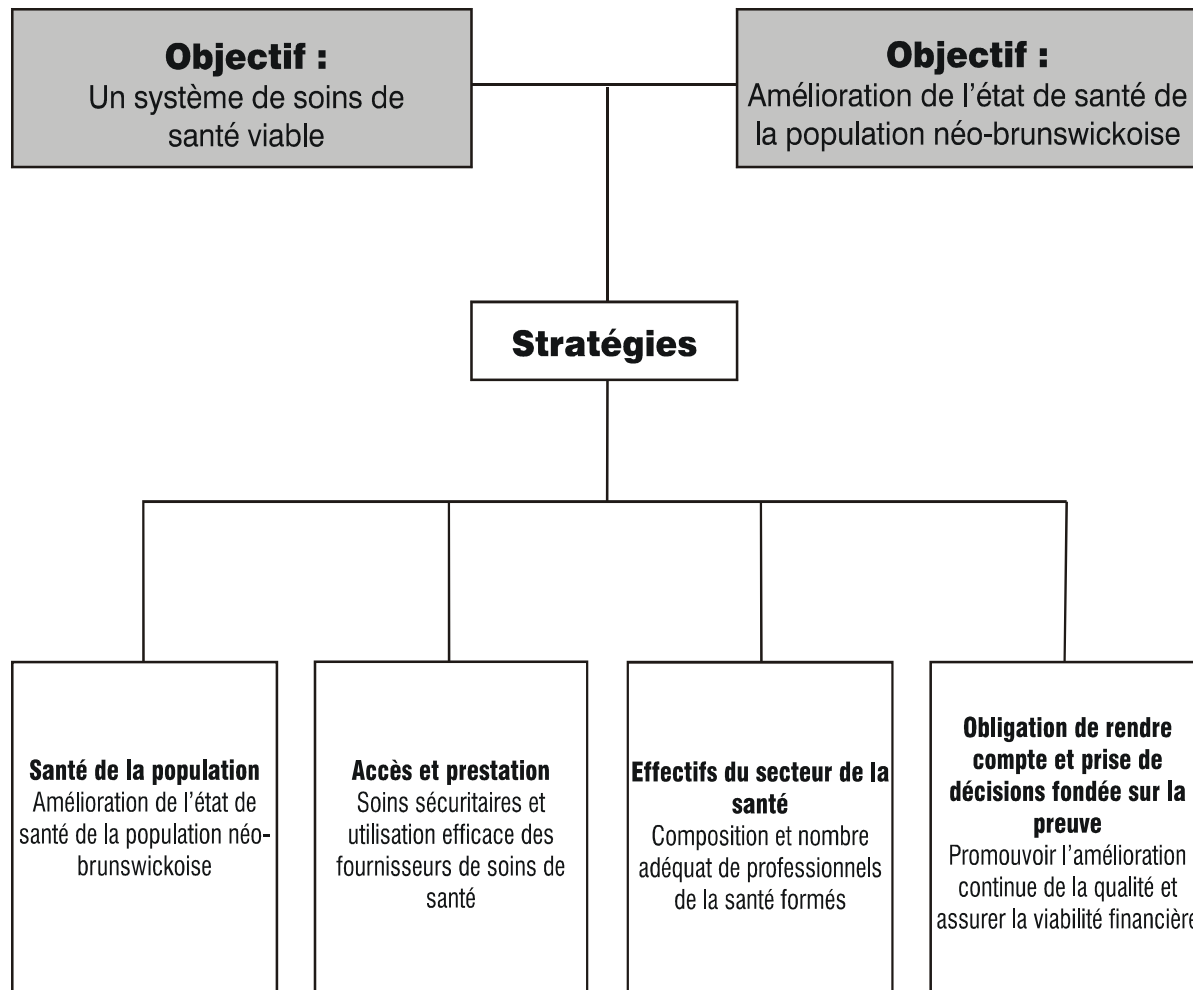 Objectif :
Un système de soins de
santé viable
Objectif :
Amélioration de l'état de santé de
la population néo-brunswickoise
Stratégies
Santé de la population
Amélioration de l'état de
santé de la population néo-
brunswickoise
Accès et prestation
Soins sécuritaires et
utilisation efficace des
fournisseurs de soins de
santé
Effectifs du secteur de la
santé
Composition et nombre
adéquat de professionnels
de la santé formés
Obligation de rendre
compte et prise de
décisions fondée sur la
preuve
Promouvoir l'amélioration
continue de la qualité et
assurer la viabilité financière